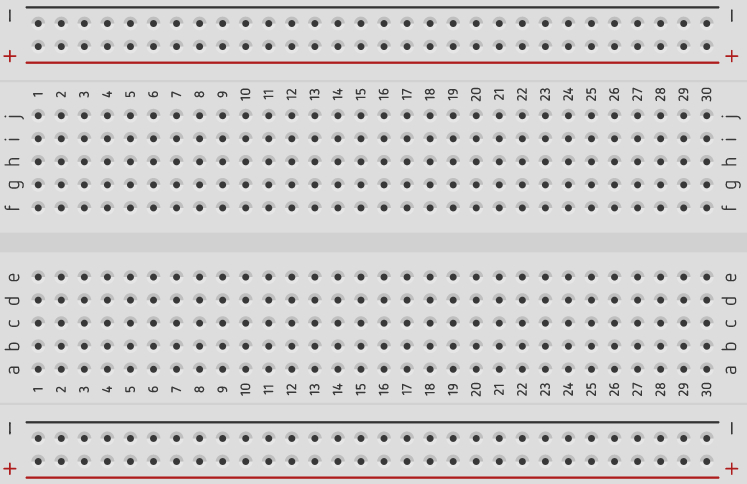 − −
+ +
1 2 3 4 5 6 7 8 9 10 11 12 13 14 15 16 17 18 19 20 21 22 23 24 25 26 27 28 29 30
j j
i i
h h
g g
f f
e e
d d
c c
b b
a a
1 2 3 4 5 6 7 8 9 10 11 12 13 14 15 16 17 18 19 20 21 22 23 24 25 26 27 28 29 30
− −
+ +